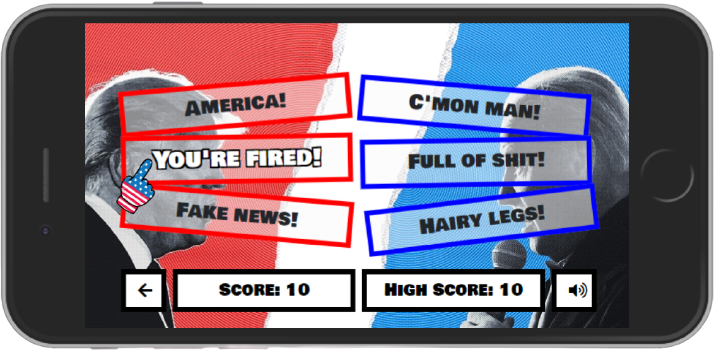 AMERICA!
C'MON MAN!
YOU'RE FIRED!
FULL OF SHIT!
FAKE NEWS!
HAIRY LEGS!
SCORE: 10
HIGH SCORE: 10